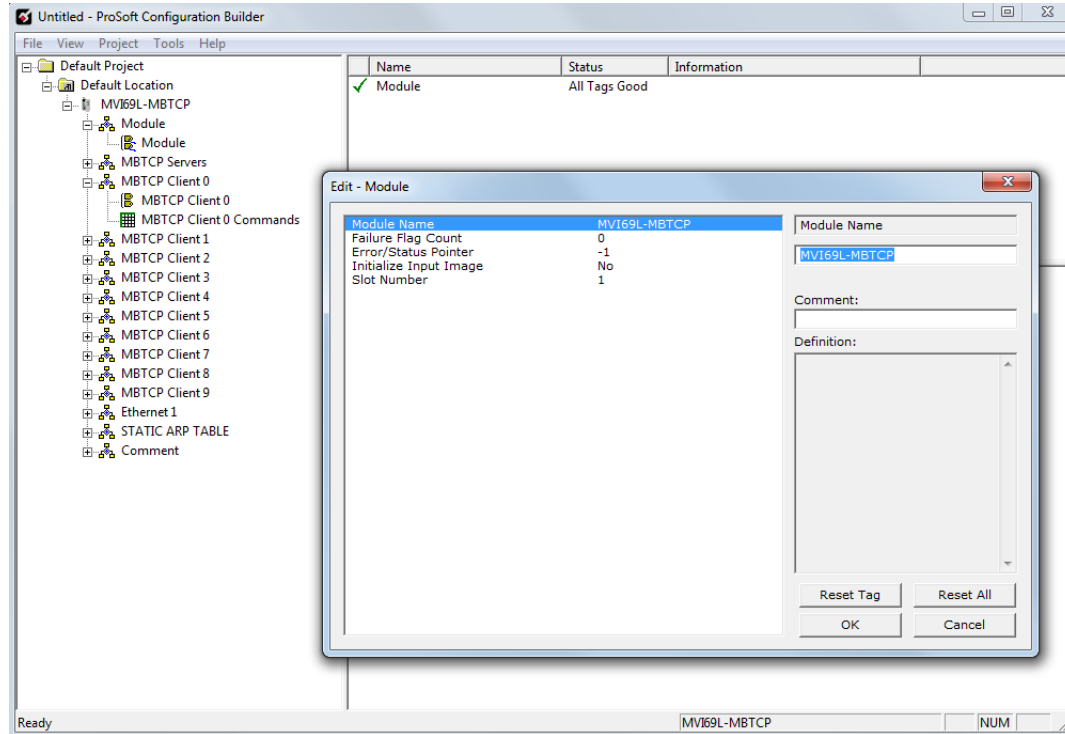 Untitled - ProSoft Configuration Builder
File View Project Tools Help
Default Project
Default Location
MVI69L-MBTCP
Module
Module
MBTCP Servers
MBTCP Client 0
MBTCP Client 0
MBTCP Client 0 Commands
MBTCP Client 1
MBTCP Client 2
MBTCP Client 3
MBTCP Client 4
MBTCP Client 5
MBTCP Client 6
MBTCP Client 7
MBTCP Client 8
MBTCP Client 9
Ethernet 1
STATIC ARP TABLE
Comment
Name Status Information
Module All Tags Good
Edit - Module
Module Name MVI69L-MBTCP
Failure Flag Count 0
Error/Status Pointer -1
Initialize Input Image No
Slot Number 1
Module Name
MVI69L-MBTCP
Comment:
Definition:
Reset Tag Reset All
OK Cancel
Ready MVI69L-MBTCP NUM